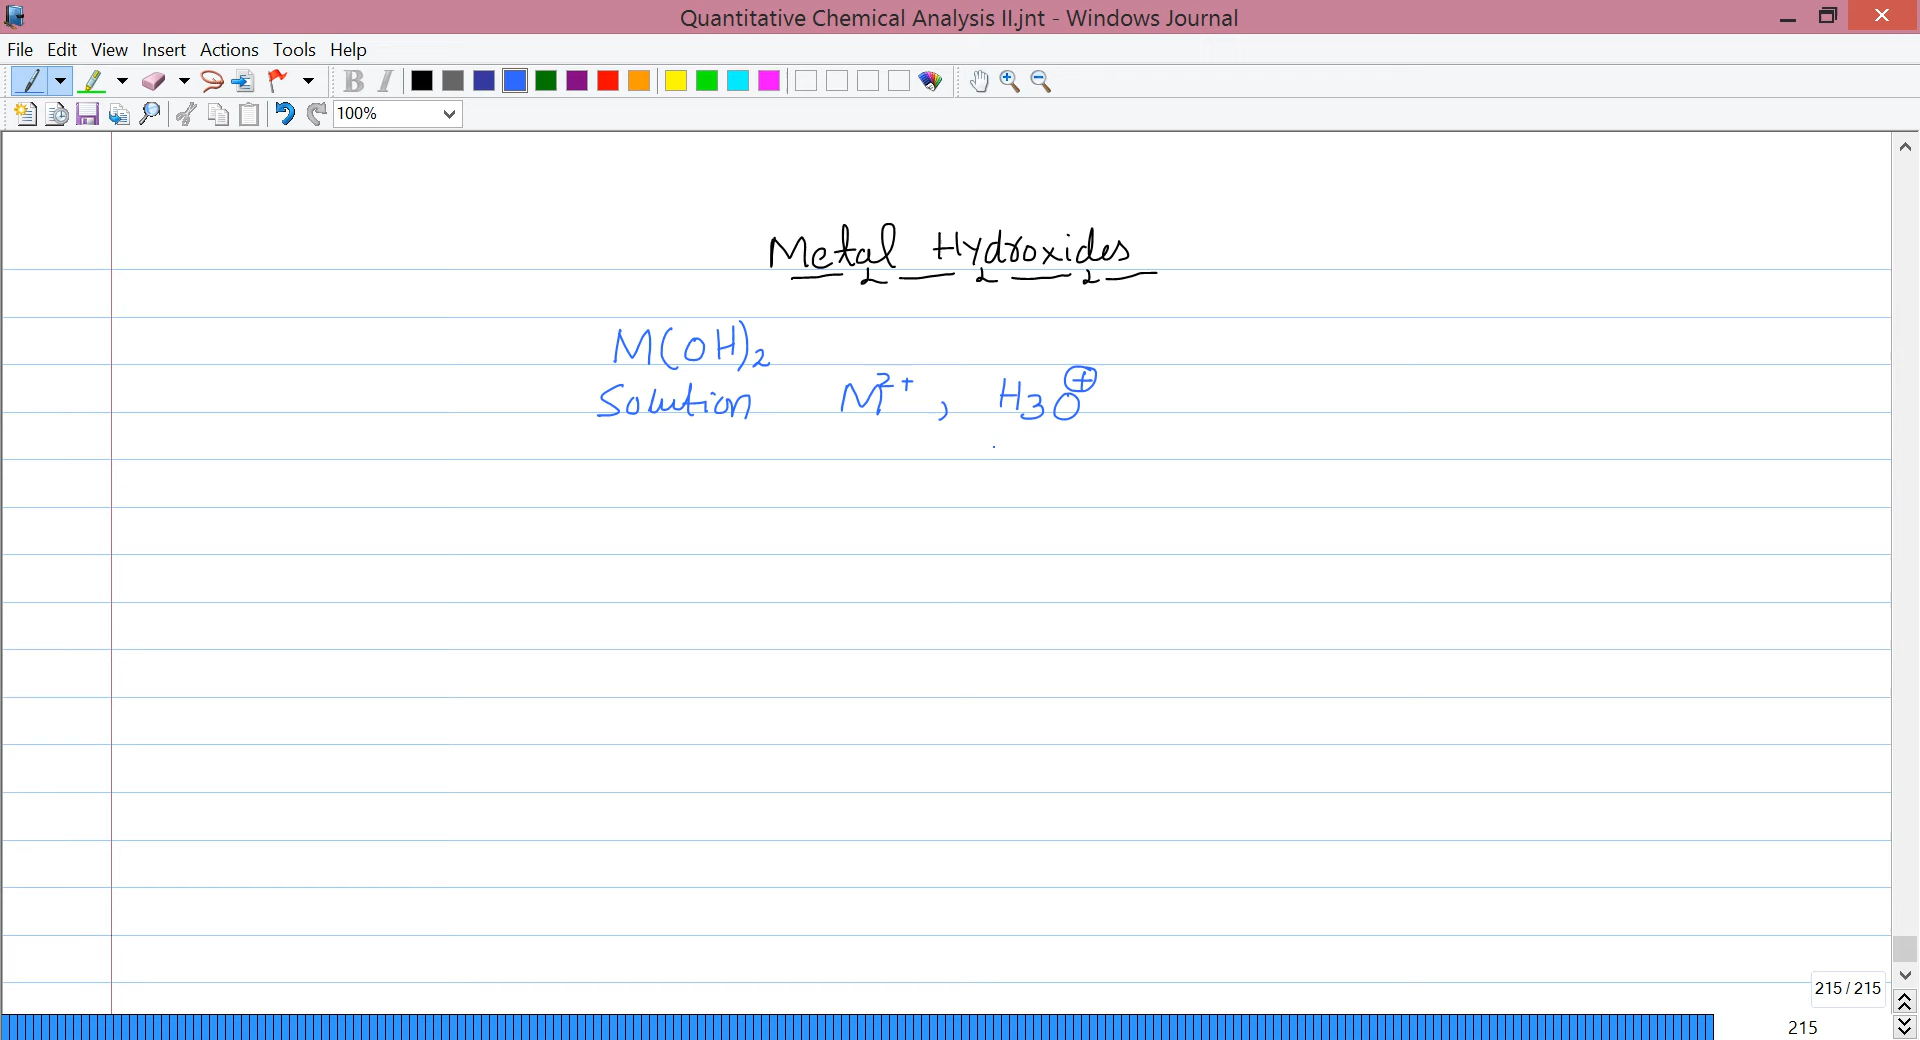 Quantitative Chemical Analysis II.jnt - Windows Journal
File Edit View Insert Actions Tools Help
B I
100%
Metal Hydroxides
M(OH)₂
Solution M²⁺ , H₃O⊕
215 / 215
215